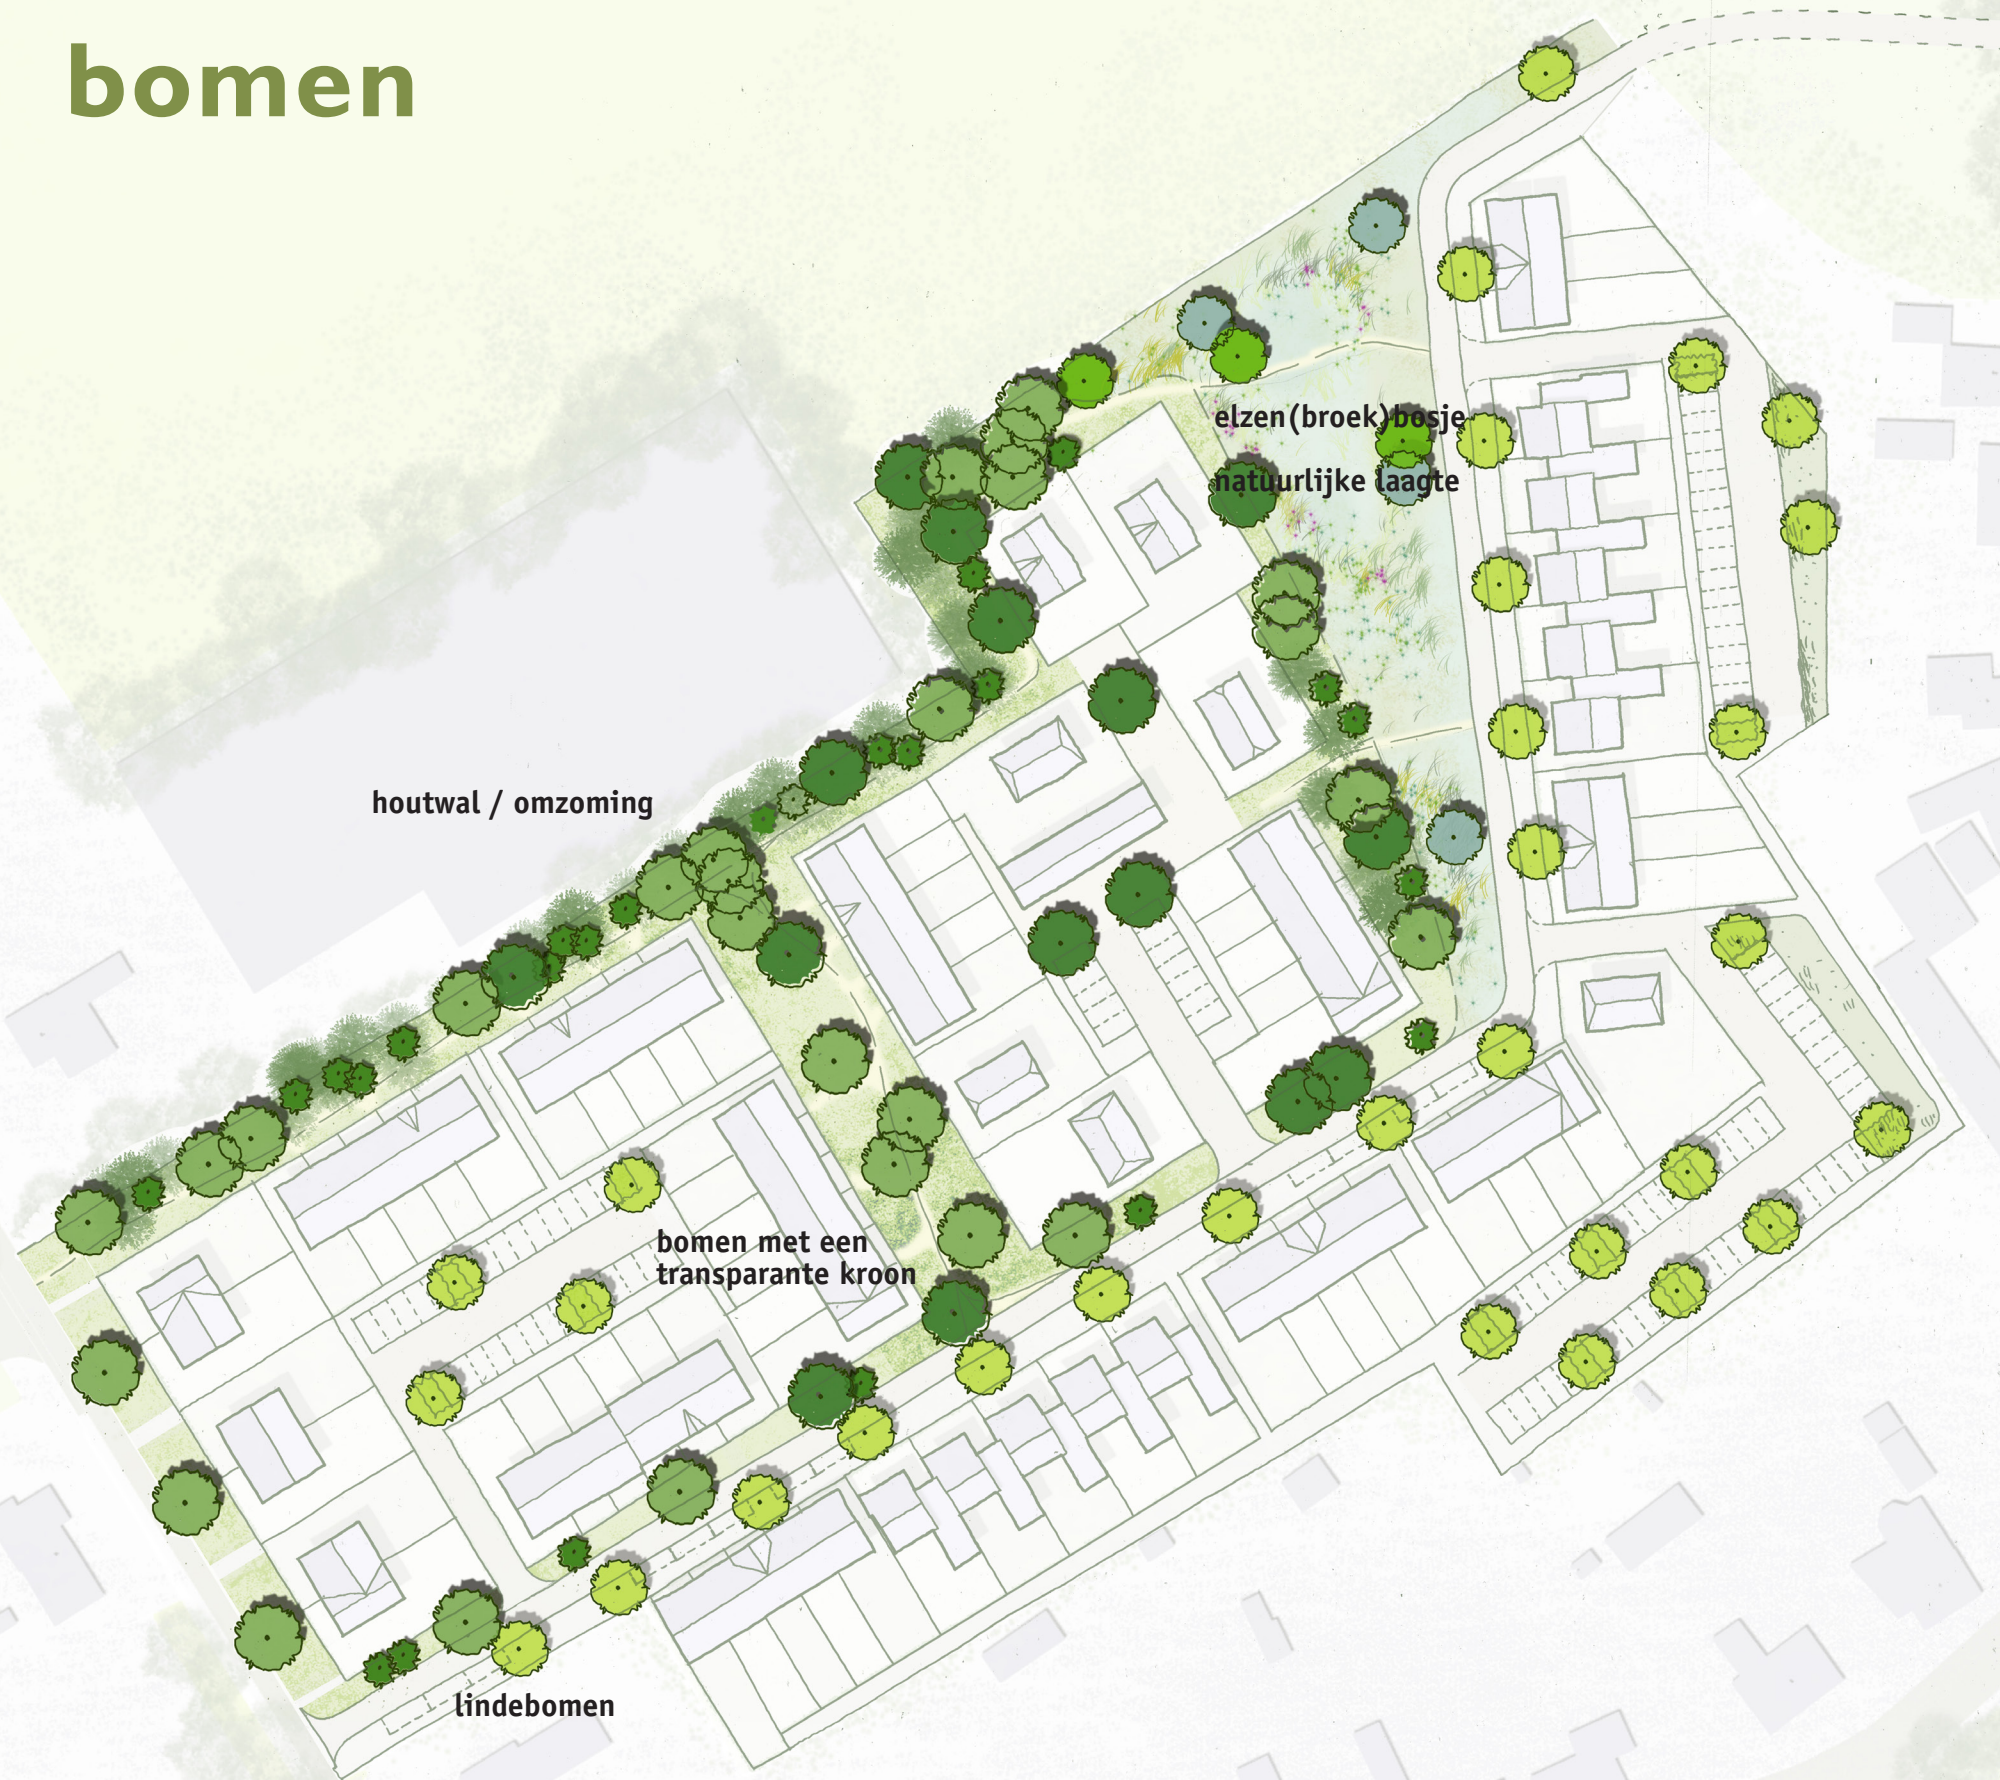 bomen
elzen(broek)bosje
natuurlijke laagte
houtwal / omzoming
bomen met een
transparante kroon
lindebomen